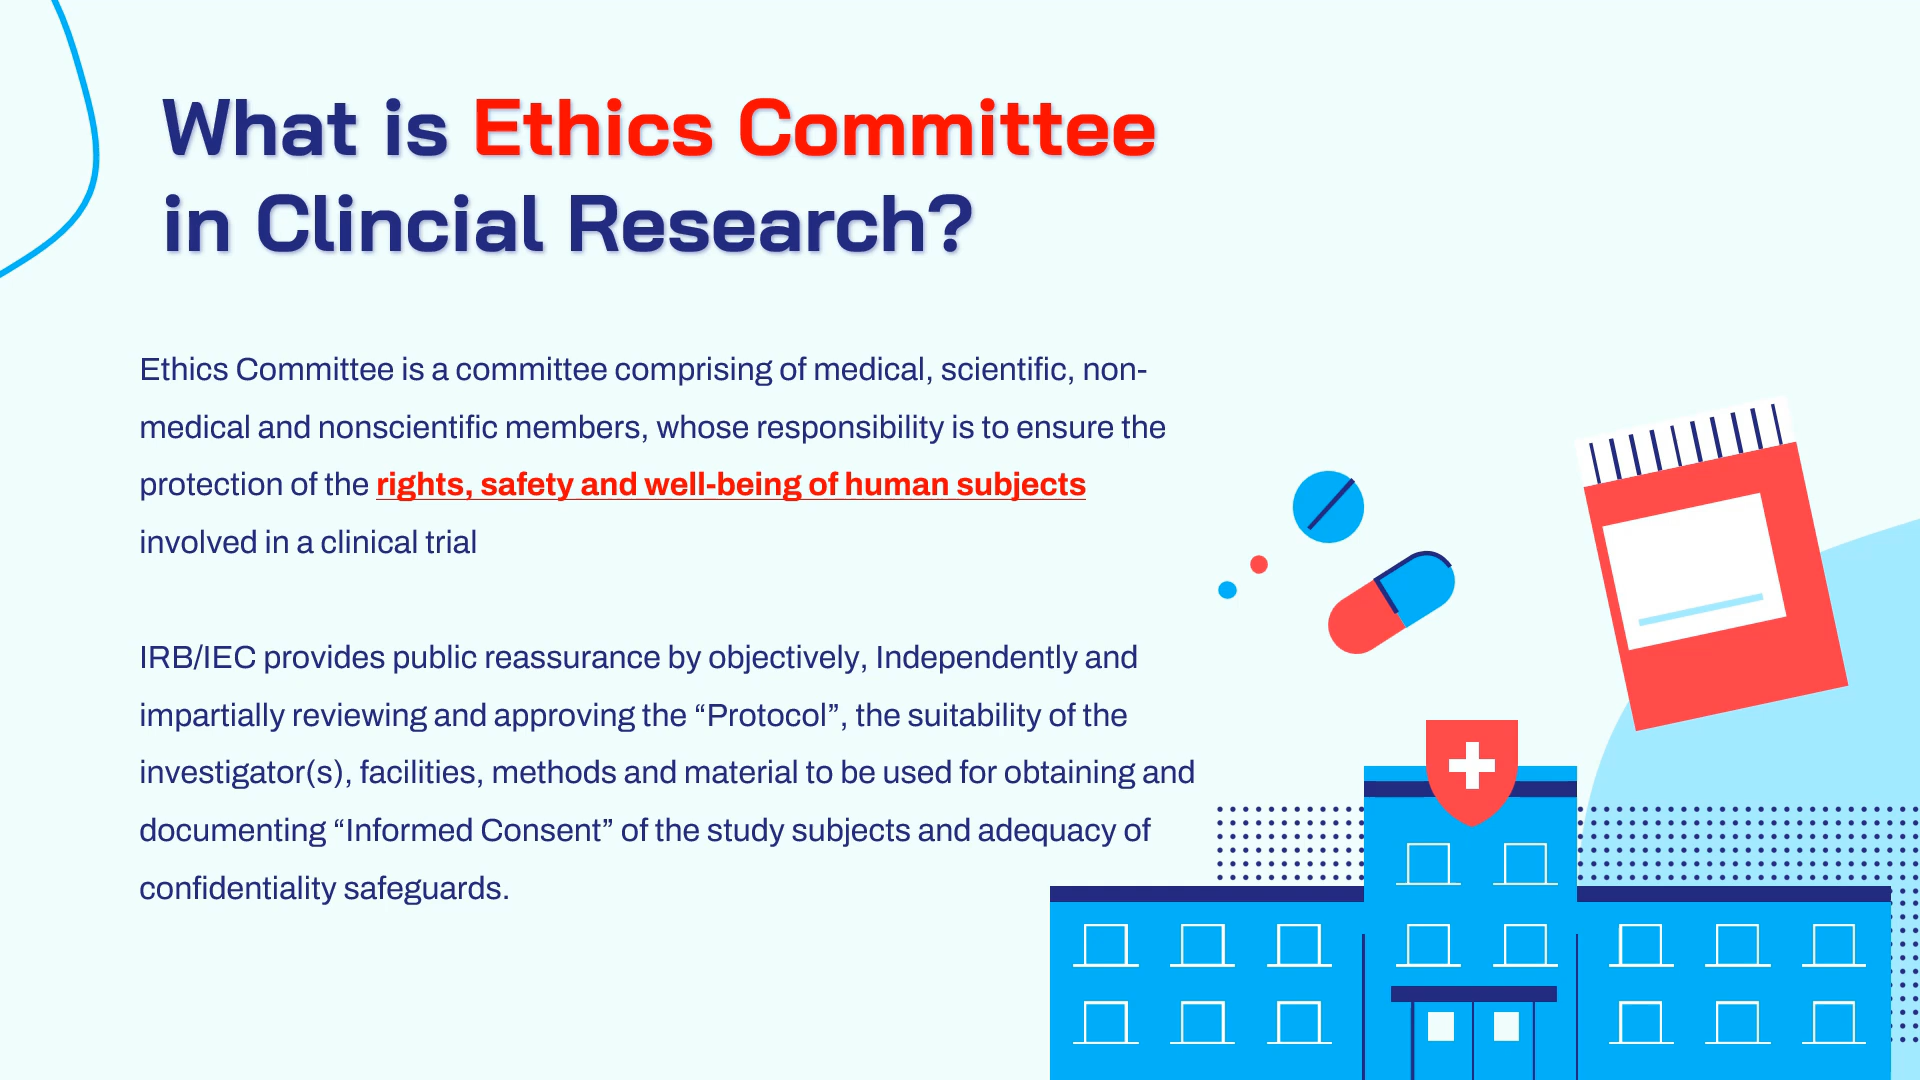 What is Ethics Committee
in Clincial Research?
Ethics Committee is a committee comprising of medical, scientific, non-
medical and nonscientific members, whose responsibility is to ensure the
protection of the rights, safety and well-being of human subjects
involved in a clinical trial
IRB/IEC provides public reassurance by objectively, Independently and
impartially reviewing and approving the “Protocol”, the suitability of the
investigator(s), facilities, methods and material to be used for obtaining and
documenting “Informed Consent” of the study subjects and adequacy of
confidentiality safeguards.